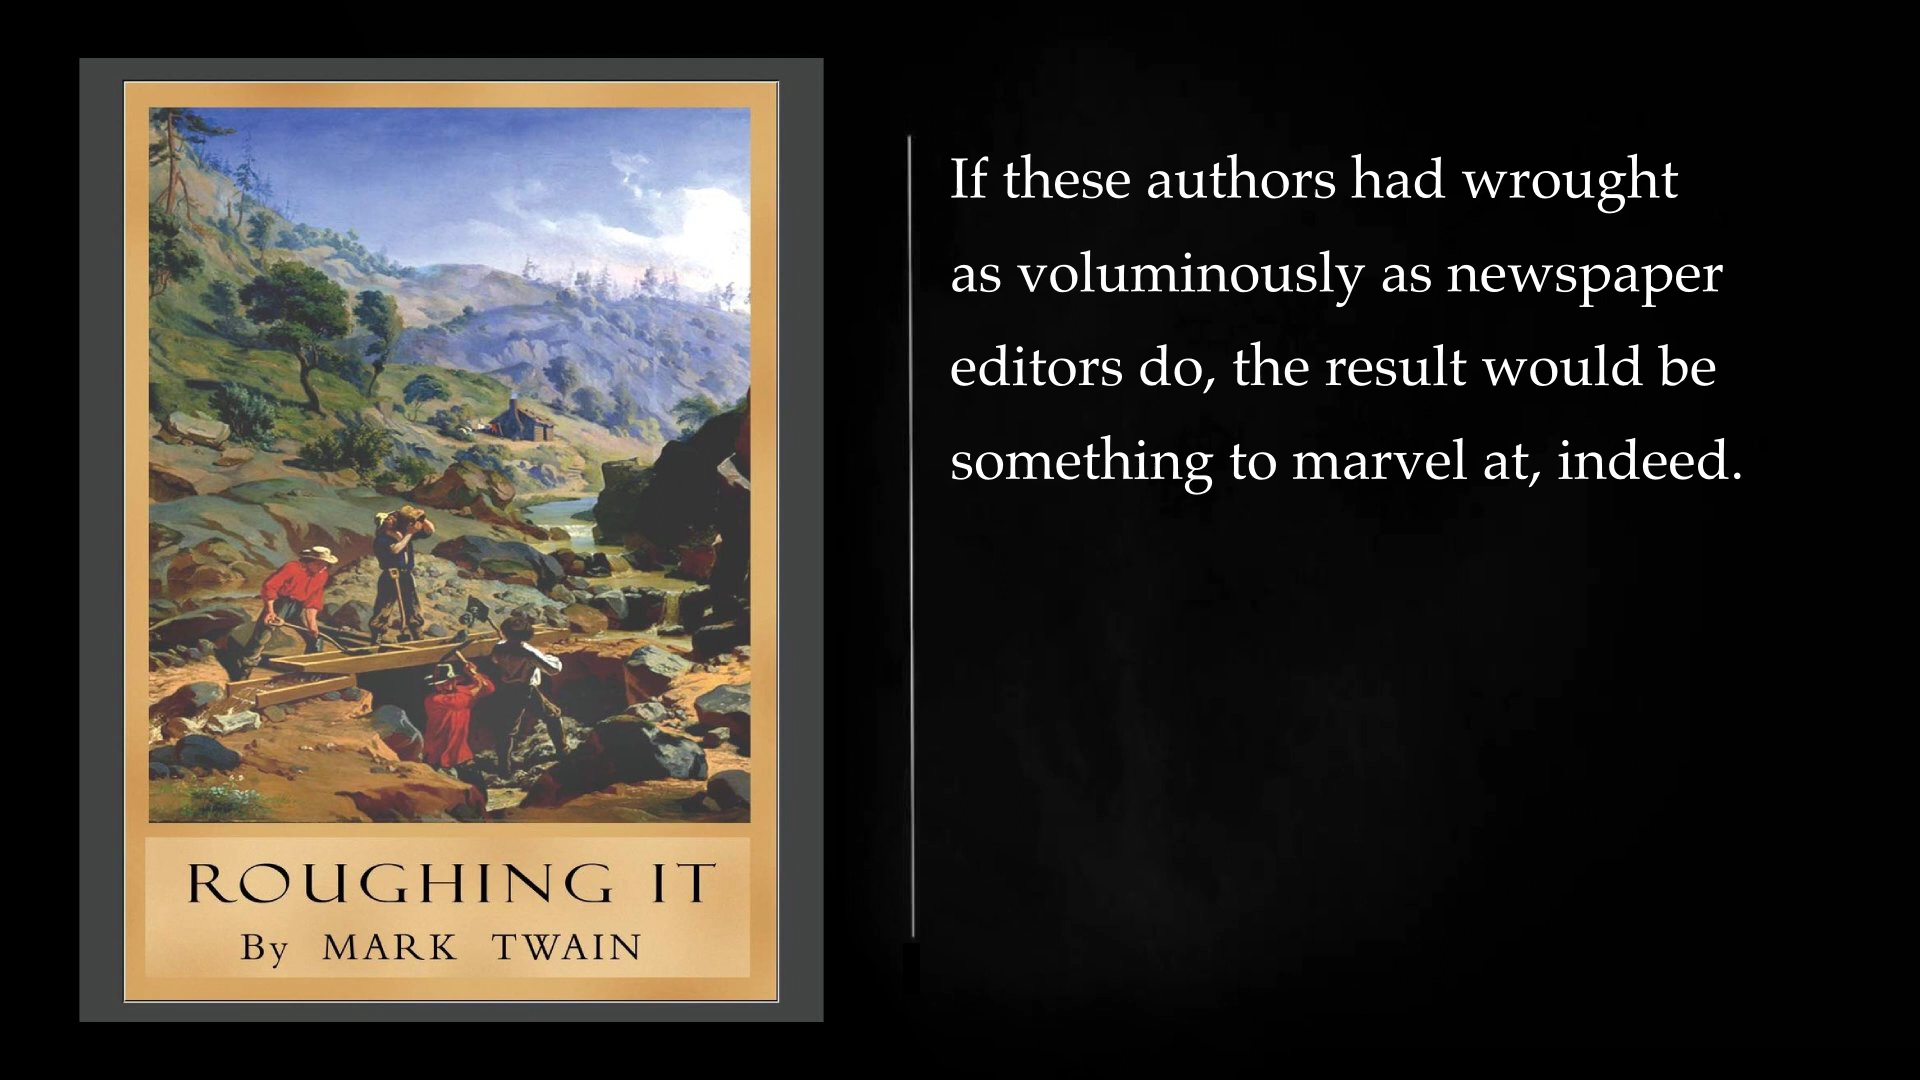 ROUGHING IT
By MARK TWAIN
If these authors had wrought
as voluminously as newspaper
editors do, the result would be
something to marvel at, indeed.